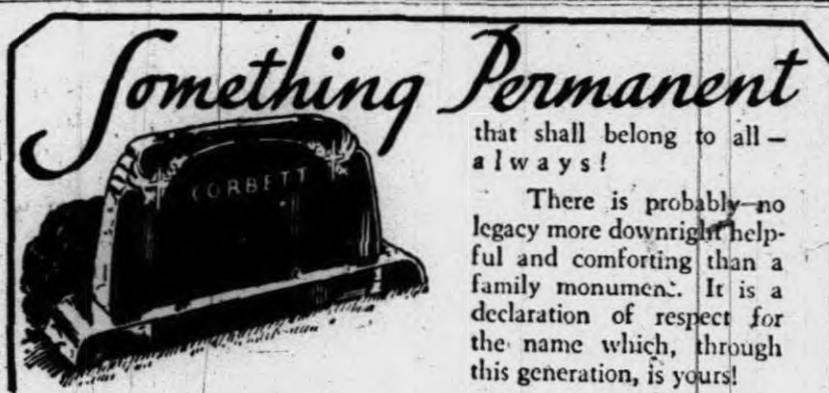 Something Permanent
CORBETT
that shall belong to all –
always!
There is probably no
legacy more downright help-
ful and comforting than a
family monument. It is a
declaration of respect for
the name which, through
this generation, is yours!